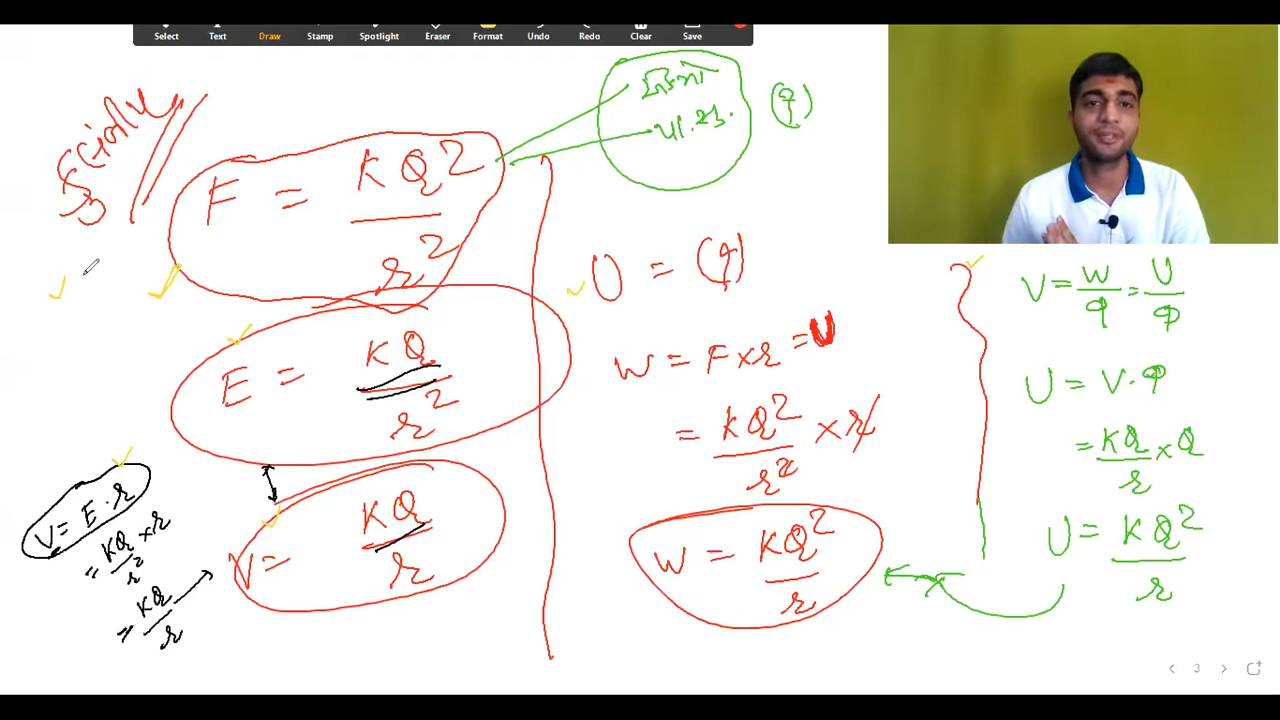 Select Text Draw Stamp Spotlight Eraser Format Undo Redo Clear Save
F = KQ²/r²
(q)
E = KQ/r²
V = KQ/r
V = E·r
= KQ/r² × r
= KQ/r
U = (q)
W = F×r = U
= KQ²/r² × r
W = KQ²/r
V = W/q = U/q
U = V·q
= KQ/r × Q
U = KQ²/r
3